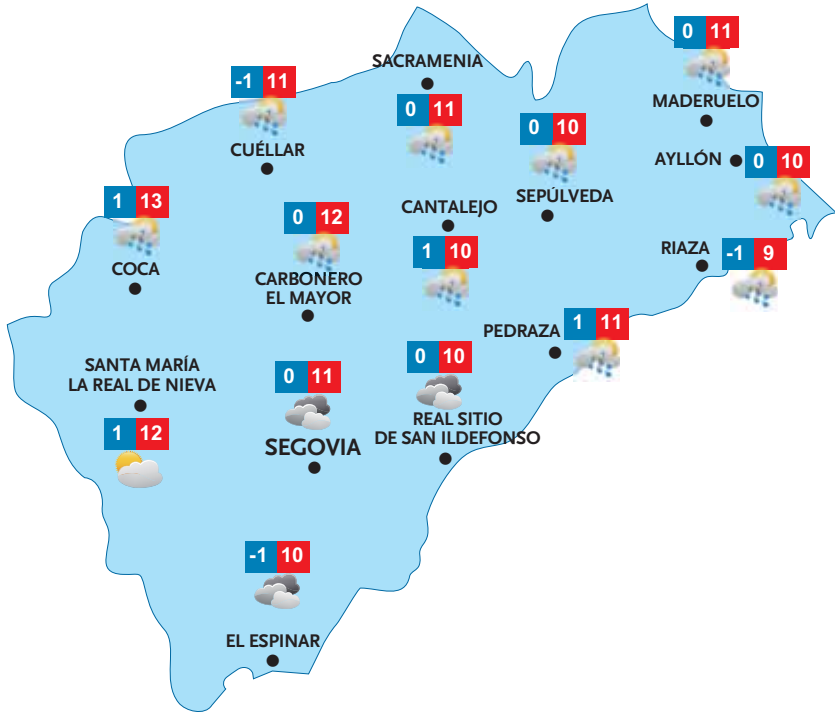 0 11
MADERUELO
SACRAMENIA
0 11
-1 11
CUÉLLAR
0 10
SEPÚLVEDA
AYLLÓN
0 10
1 13
COCA
0 12
CARBONERO
EL MAYOR
CANTALEJO
1 10
RIAZA
-1 9
PEDRAZA
1 11
SANTA MARÍA
LA REAL DE NIEVA
1 12
0 11
SEGOVIA
0 10
REAL SITIO
DE SAN ILDEFONSO
-1 10
EL ESPINAR